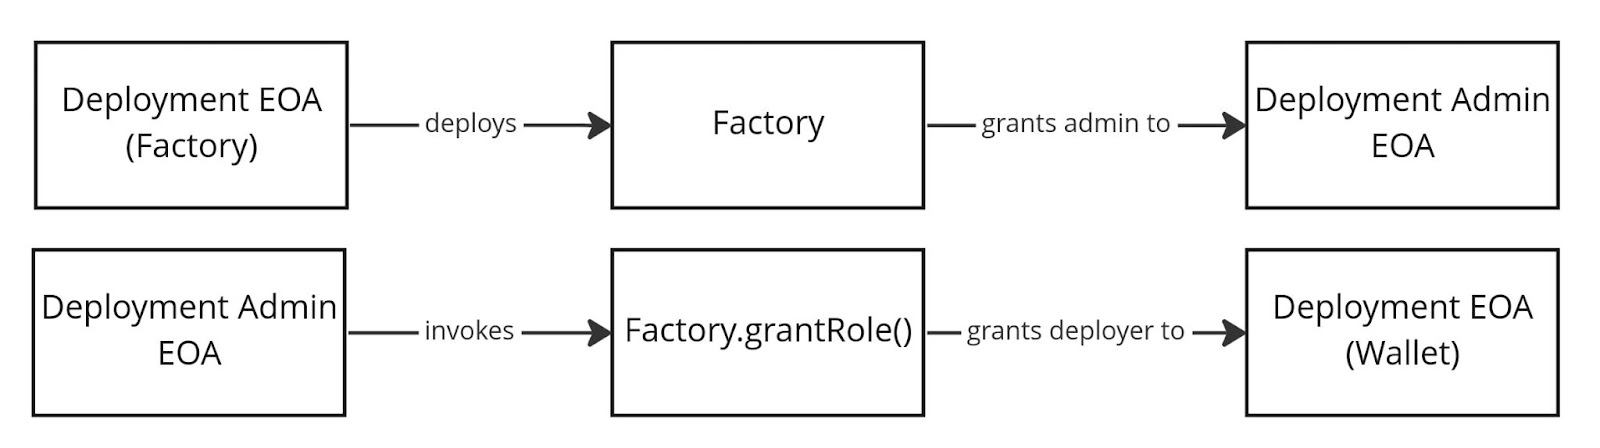 Deployment EOA
(Factory)
deploys
Factory
grants admin to
Deployment Admin
EOA
Deployment Admin
EOA
invokes
Factory.grantRole()
grants deployer to
Deployment EOA
(Wallet)